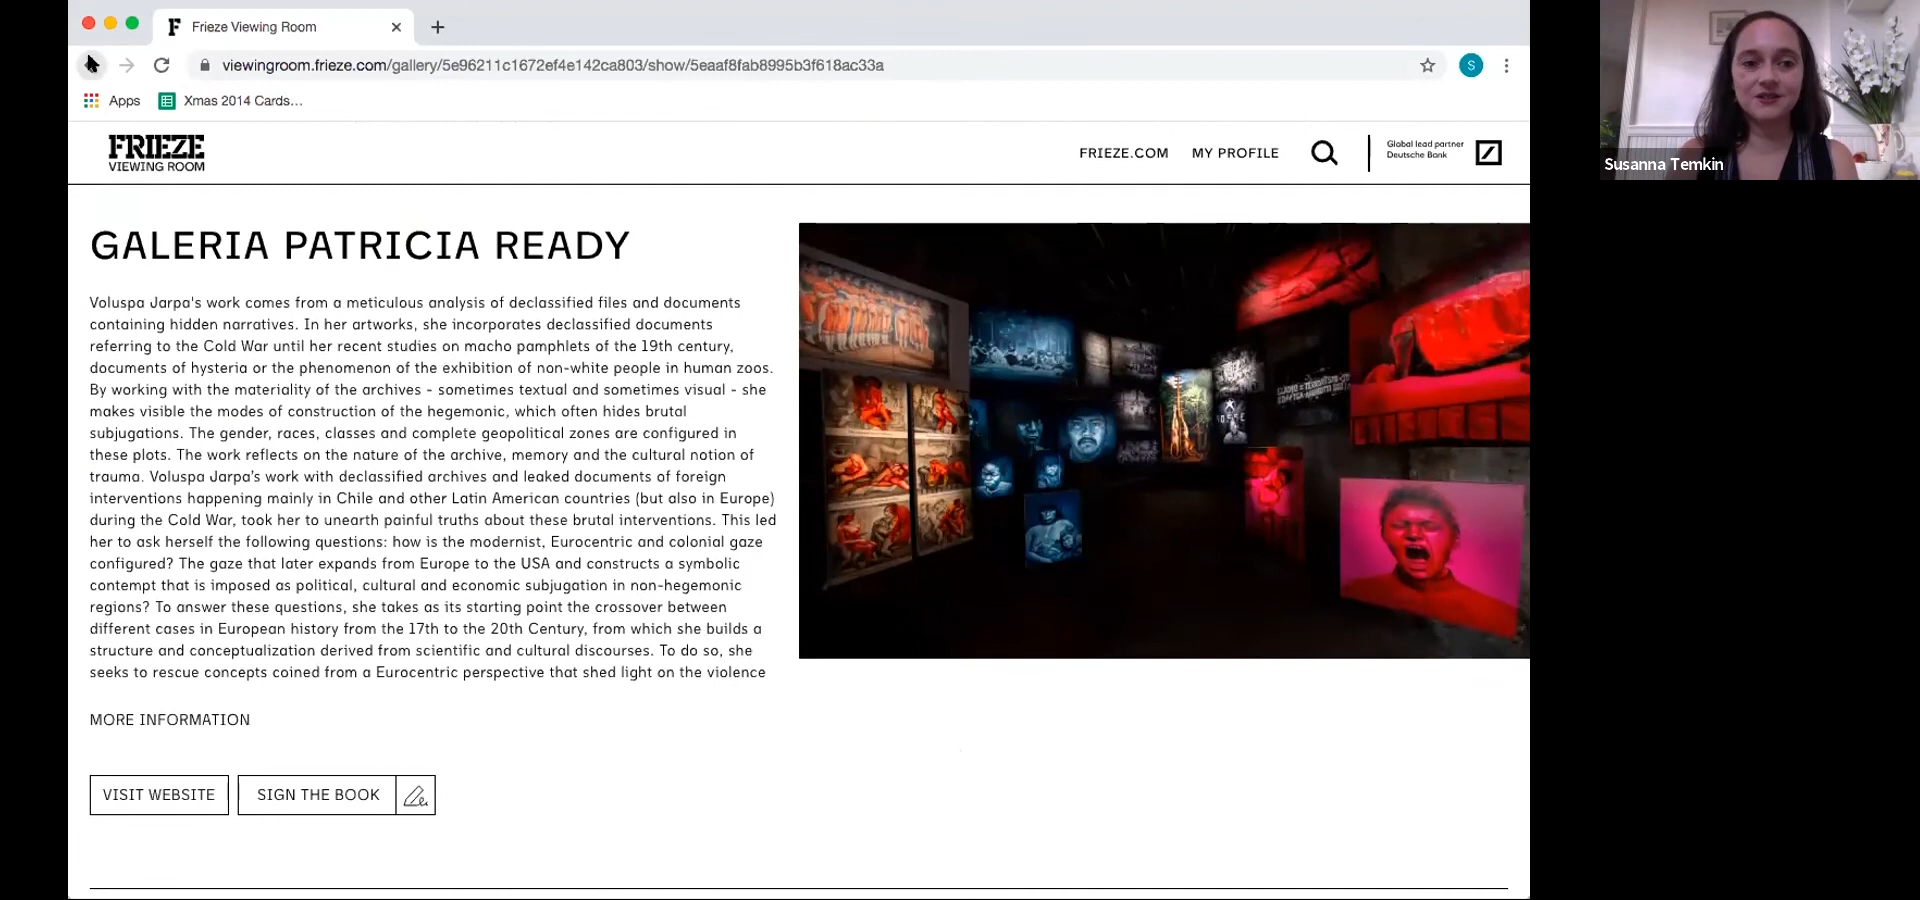 Frieze Viewing Room
viewingroom.frieze.com/gallery/5e96211c1672ef4e142ca803/show/5eaaf8fab8995b3f618ac33a
S
Apps
Xmas 2014 Cards...
FRIEZE
VIEWING ROOM
FRIEZE.COM
MY PROFILE
Global lead partner
Deutsche Bank
GALERIA PATRICIA READY
Voluspa Jarpa's work comes from a meticulous analysis of declassified files and documents
containing hidden narratives. In her artworks, she incorporates declassified documents
referring to the Cold War until her recent studies on macho pamphlets of the 19th century,
documents of hysteria or the phenomenon of the exhibition of non-white people in human zoos.
By working with the materiality of the archives - sometimes textual and sometimes visual - she
makes visible the modes of construction of the hegemonic, which often hides brutal
subjugations. The gender, races, classes and complete geopolitical zones are configured in
these plots. The work reflects on the nature of the archive, memory and the cultural notion of
trauma. Voluspa Jarpa's work with declassified archives and leaked documents of foreign
interventions happening mainly in Chile and other Latin American countries (but also in Europe)
during the Cold War, took her to unearth painful truths about these brutal interventions. This led
her to ask herself the following questions: how is the modernist, Eurocentric and colonial gaze
configured? The gaze that later expands from Europe to the USA and constructs a symbolic
contempt that is imposed as political, cultural and economic subjugation in non-hegemonic
regions? To answer these questions, she takes as its starting point the crossover between
different cases in European history from the 17th to the 20th Century, from which she builds a
structure and conceptualization derived from scientific and cultural discourses. To do so, she
seeks to rescue concepts coined from a Eurocentric perspective that shed light on the violence
MORE INFORMATION
VISIT WEBSITE
SIGN THE BOOK
Susanna Temkin